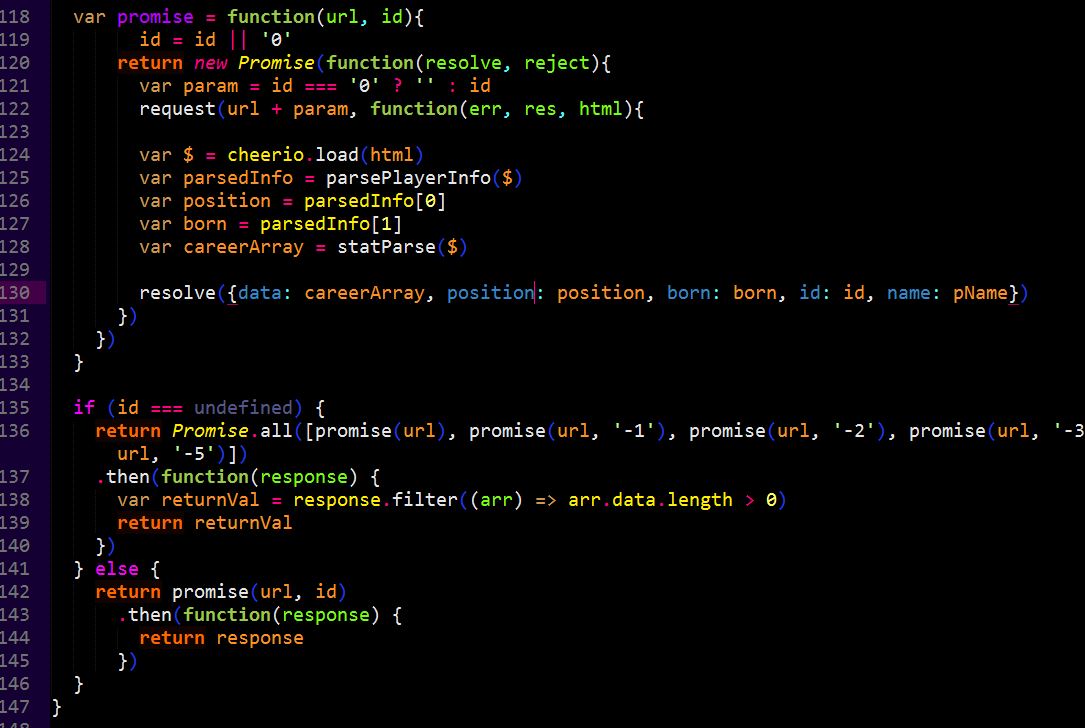 118 var promise = function(url, id){
119 id = id || '0'
120 return new Promise(function(resolve, reject){
121 var param = id === '0' ? '' : id
122 request(url + param, function(err, res, html){
123
124 var $ = cheerio.load(html)
125 var parsedInfo = parsePlayerInfo($)
126 var position = parsedInfo[0]
127 var born = parsedInfo[1]
128 var careerArray = statParse($)
129
130 resolve({data: careerArray, position: position, born: born, id: id, name: pName})
131 })
132 })
133 }
134
135 if (id === undefined) {
136 return Promise.all([promise(url), promise(url, '-1'), promise(url, '-2'), promise(url, '-3
url, '-5')])
137 .then(function(response) {
138 var returnVal = response.filter((arr) => arr.data.length > 0)
139 return returnVal
140 })
141 } else {
142 return promise(url, id)
143 .then(function(response) {
144 return response
145 })
146 }
147 }
148